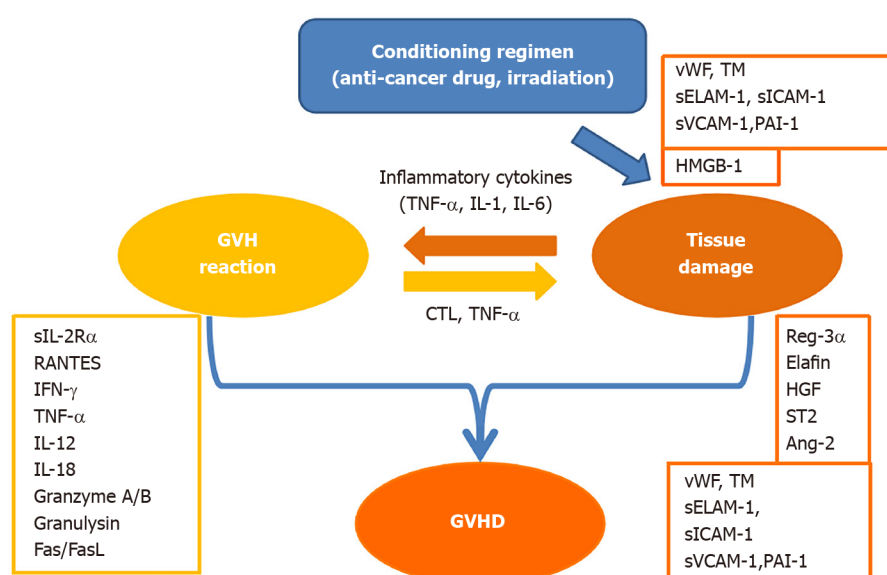 Conditioning regimen
(anti-cancer drug, irradiation)
vWF, TM
sELAM-1, sICAM-1
sVCAM-1,PAI-1
HMGB-1
Inflammatory cytokines
(TNF-α, IL-1, IL-6)
GVH
reaction
Tissue
damage
CTL, TNF-α
sIL-2Rα
RANTES
IFN-γ
TNF-α
IL-12
IL-18
Granzyme A/B
Granulysin
Fas/FasL
Reg-3α
Elafin
HGF
ST2
Ang-2
GVHD
vWF, TM
sELAM-1,
sICAM-1
sVCAM-1,PAI-1